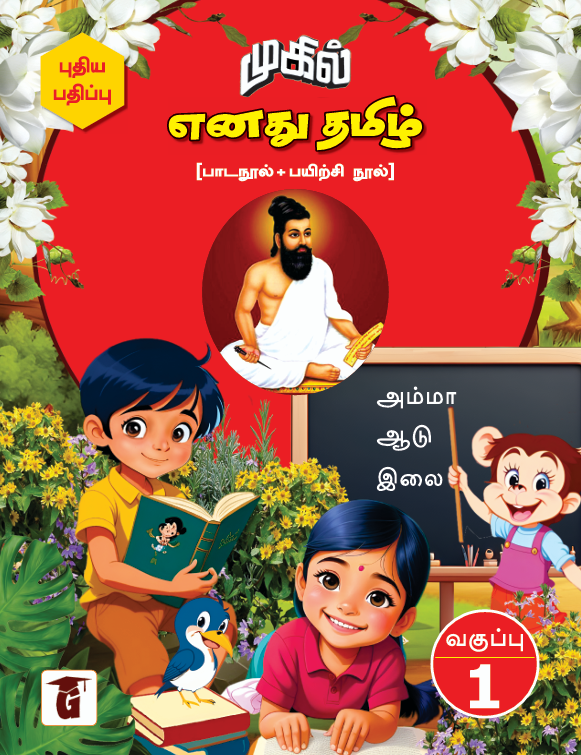 புதிய
பதிப்பு
முகில்
எனது தமிழ்
[பாடநூல் + பயிற்சி நூல்]
அம்மா
ஆடு
இலை
வகுப்பு
1
G